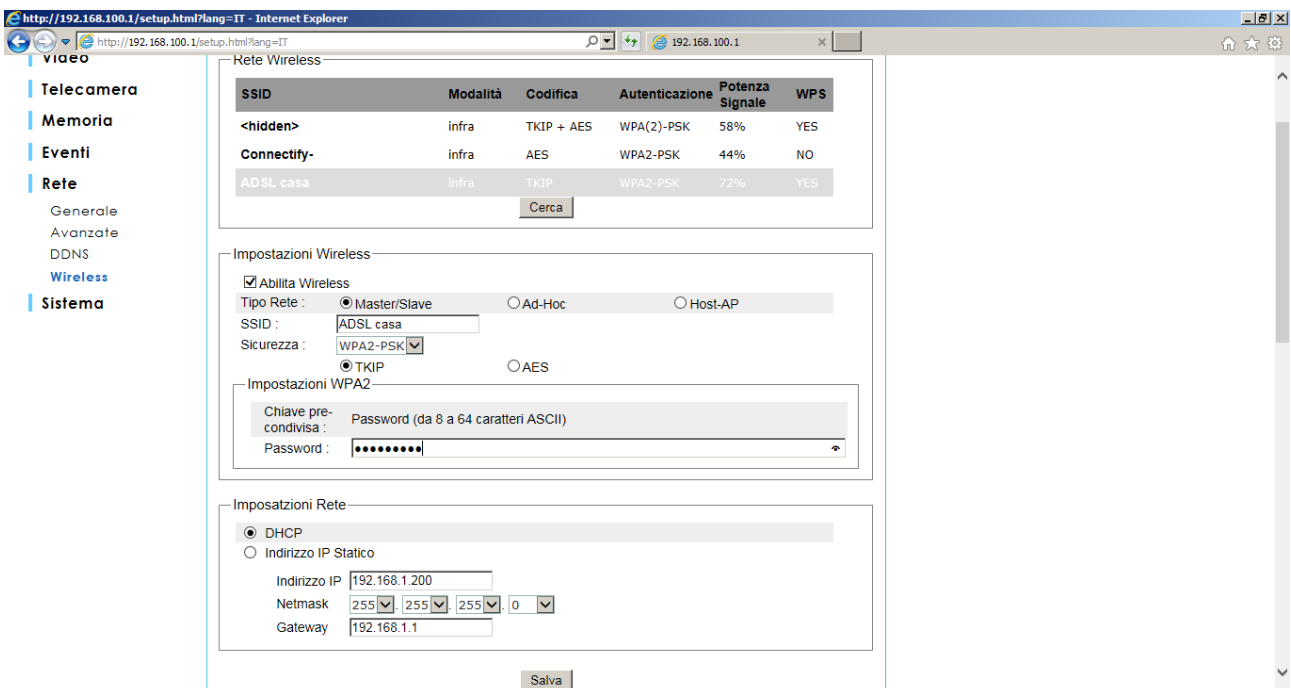 http://192.168.100.1/setup.html?lang=IT - Internet Explorer
http://192.168.100.1/setup.html?lang=IT
192.168.100.1
Video
Telecamera
Memoria
Eventi
Rete
Generale
Avanzate
DDNS
Wireless
Sistema
Rete Wireless
SSID Modalità Codifica Autenticazione Potenza Segnale WPS
<hidden> infra TKIP + AES WPA(2)-PSK 58% YES
Connectify- infra AES WPA2-PSK 44% NO
ADSL casa infra TKIP WPA2-PSK 72% YES
Cerca
Impostazioni Wireless
Abilita Wireless
Tipo Rete : Master/Slave Ad-Hoc Host-AP
SSID : ADSL casa
Sicurezza : WPA2-PSK
TKIP AES
Impostazioni WPA2
Chiave pre-
condivisa : Password (da 8 a 64 caratteri ASCII)
Password : •••••••••
Imposatzioni Rete
DHCP
Indirizzo IP Statico
Indirizzo IP 192.168.1.200
Netmask 255 . 255 . 255 . 0
Gateway 192.168.1.1
Salva